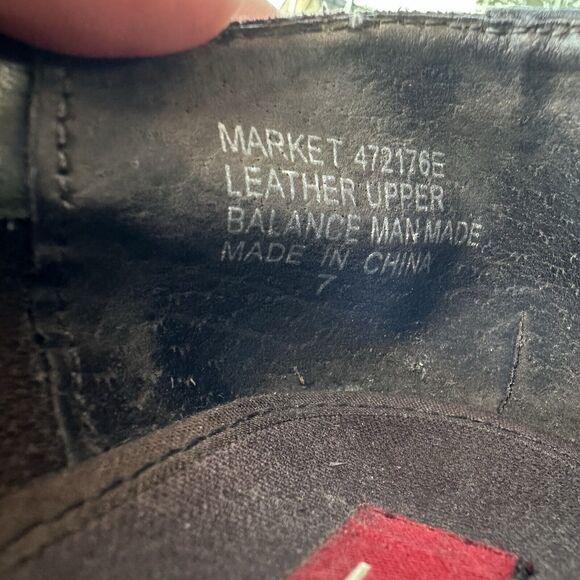 MARKET 472176E
LEATHER UPPER
BALANCE MAN MADE
MADE IN CHINA
7